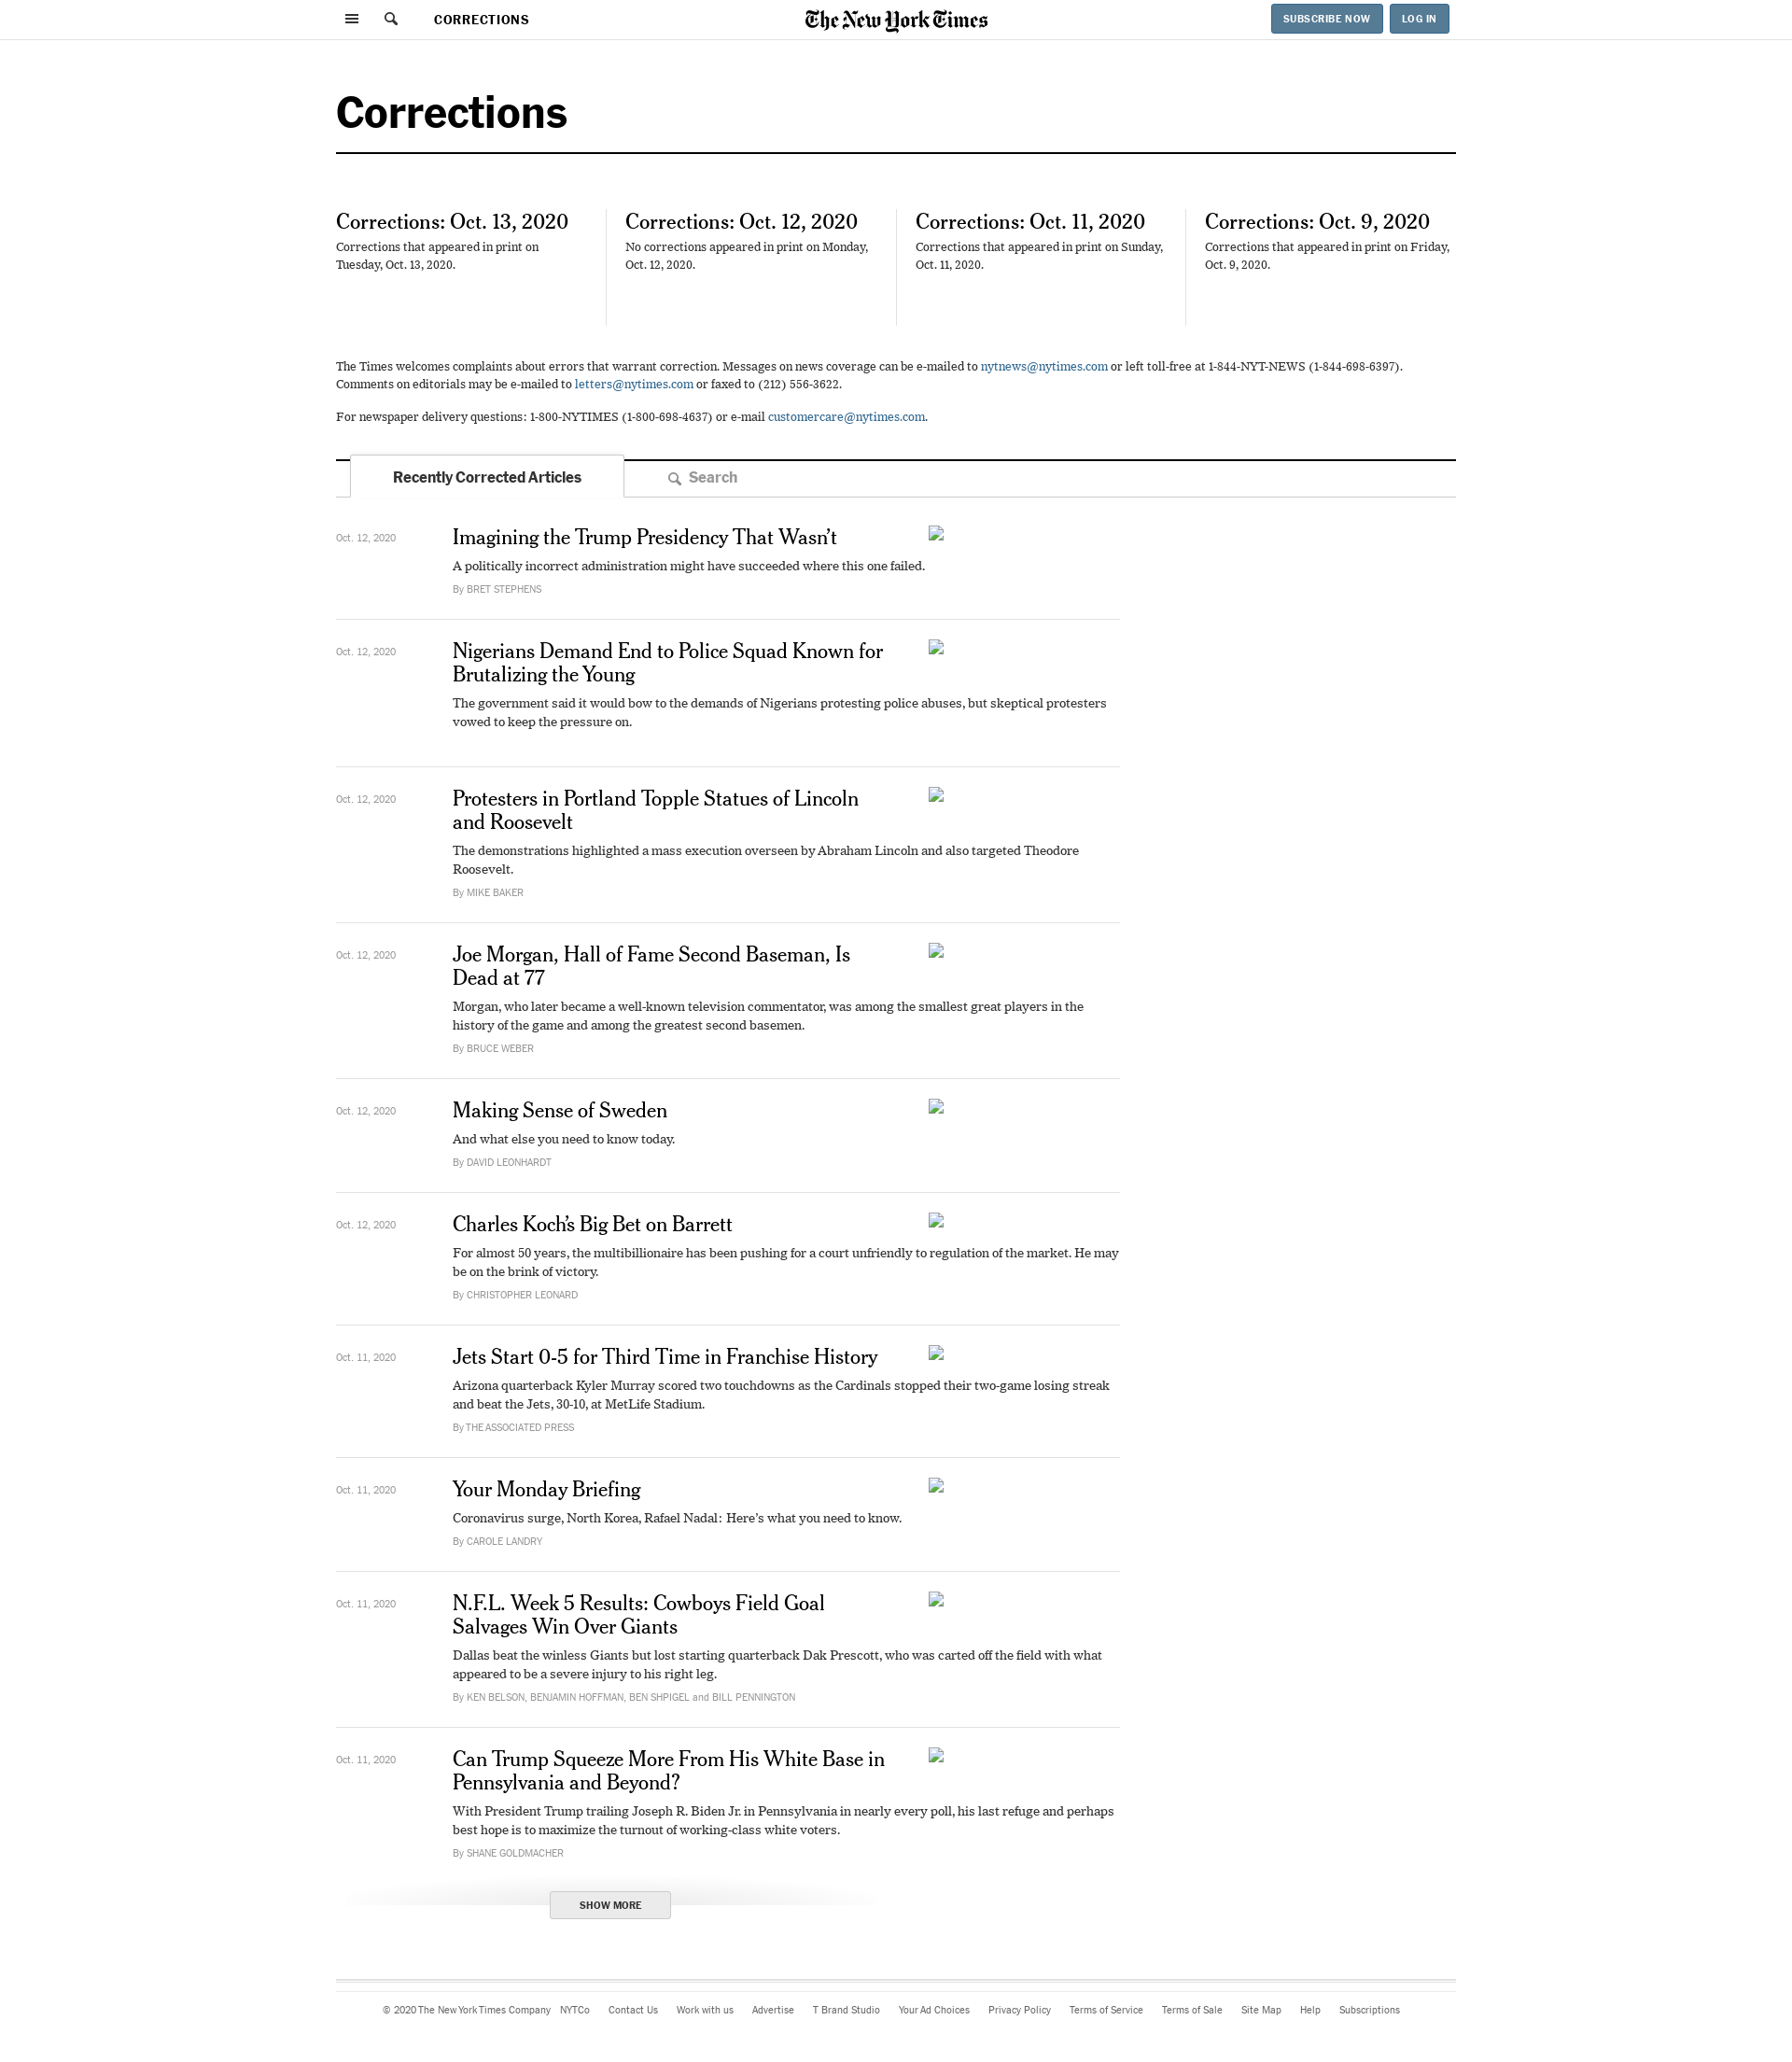 CORRECTIONS
The New York Times
SUBSCRIBE NOW
LOG IN
Corrections
Corrections: Oct. 13, 2020
Corrections that appeared in print on
Tuesday, Oct. 13, 2020.
Corrections: Oct. 12, 2020
No corrections appeared in print on Monday,
Oct. 12, 2020.
Corrections: Oct. 11, 2020
Corrections that appeared in print on Sunday,
Oct. 11, 2020.
Corrections: Oct. 9, 2020
Corrections that appeared in print on Friday,
Oct. 9, 2020.
The Times welcomes complaints about errors that warrant correction. Messages on news coverage can be e-mailed to nytnews@nytimes.com or left toll-free at 1-844-NYT-NEWS (1-844-698-6397).
Comments on editorials may be e-mailed to letters@nytimes.com or faxed to (212) 556-3622.
For newspaper delivery questions: 1-800-NYTIMES (1-800-698-4637) or e-mail customercare@nytimes.com.
Recently Corrected Articles
Search
Oct. 12, 2020
Imagining the Trump Presidency That Wasn’t
A politically incorrect administration might have succeeded where this one failed.
By BRET STEPHENS
Oct. 12, 2020
Nigerians Demand End to Police Squad Known for
Brutalizing the Young
The government said it would bow to the demands of Nigerians protesting police abuses, but skeptical protesters
vowed to keep the pressure on.
Oct. 12, 2020
Protesters in Portland Topple Statues of Lincoln
and Roosevelt
The demonstrations highlighted a mass execution overseen by Abraham Lincoln and also targeted Theodore
Roosevelt.
By MIKE BAKER
Oct. 12, 2020
Joe Morgan, Hall of Fame Second Baseman, Is
Dead at 77
Morgan, who later became a well-known television commentator, was among the smallest great players in the
history of the game and among the greatest second basemen.
By BRUCE WEBER
Oct. 12, 2020
Making Sense of Sweden
And what else you need to know today.
By DAVID LEONHARDT
Oct. 12, 2020
Charles Koch’s Big Bet on Barrett
For almost 50 years, the multibillionaire has been pushing for a court unfriendly to regulation of the market. He may
be on the brink of victory.
By CHRISTOPHER LEONARD
Oct. 11, 2020
Jets Start 0-5 for Third Time in Franchise History
Arizona quarterback Kyler Murray scored two touchdowns as the Cardinals stopped their two-game losing streak
and beat the Jets, 30-10, at MetLife Stadium.
By THE ASSOCIATED PRESS
Oct. 11, 2020
Your Monday Briefing
Coronavirus surge, North Korea, Rafael Nadal: Here’s what you need to know.
By CAROLE LANDRY
Oct. 11, 2020
N.F.L. Week 5 Results: Cowboys Field Goal
Salvages Win Over Giants
Dallas beat the winless Giants but lost starting quarterback Dak Prescott, who was carted off the field with what
appeared to be a severe injury to his right leg.
By KEN BELSON, BENJAMIN HOFFMAN, BEN SHPIGEL and BILL PENNINGTON
Oct. 11, 2020
Can Trump Squeeze More From His White Base in
Pennsylvania and Beyond?
With President Trump trailing Joseph R. Biden Jr. in Pennsylvania in nearly every poll, his last refuge and perhaps
best hope is to maximize the turnout of working-class white voters.
By SHANE GOLDMACHER
SHOW MORE
© 2020 The New York Times Company NYTCo Contact Us Work with us Advertise T Brand Studio Your Ad Choices Privacy Policy Terms of Service Terms of Sale Site Map Help Subscriptions